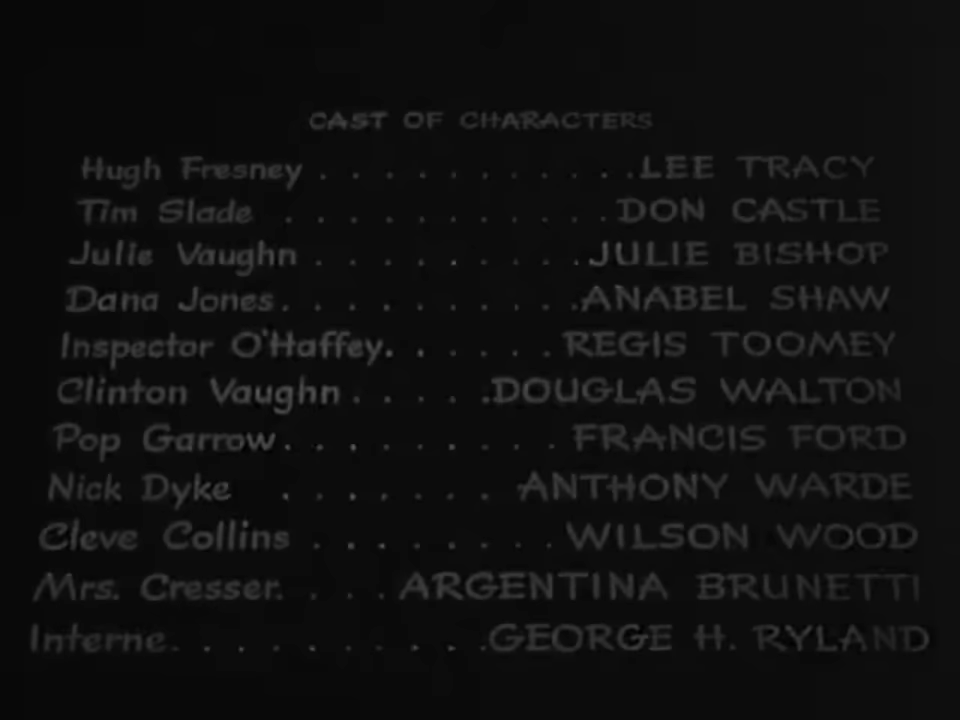 CAST OF CHARACTERS
Hugh Fresney . . . . . . . . . . . . LEE TRACY
Tim Slade . . . . . . . . . . . . DON CASTLE
Julie Vaughn . . . . . . . . . . JULIE BISHOP
Dana Jones . . . . . . . . . . . ANABEL SHAW
Inspector O'Haffey . . . . . . REGIS TOOMEY
Clinton Vaughn . . . . . DOUGLAS WALTON
Pop Garrow . . . . . . . . . FRANCIS FORD
Nick Dyke . . . . . . . ANTHONY WARDE
Cleve Collins . . . . . . . . WILSON WOOD
Mrs. Cresser . . . . ARGENTINA BRUNETTI
Interne . . . . . . . . . . GEORGE H. RYLAND